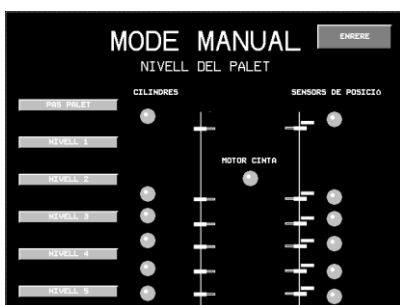 MODE MANUAL
ENRERE
NIVELL DEL PALET
CILINDRES
SENSORS DE POSICIÓ
PAS PALET
NIVELL 1
MOTOR CINTA
NIVELL 2
NIVELL 3
NIVELL 4
NIVELL 5